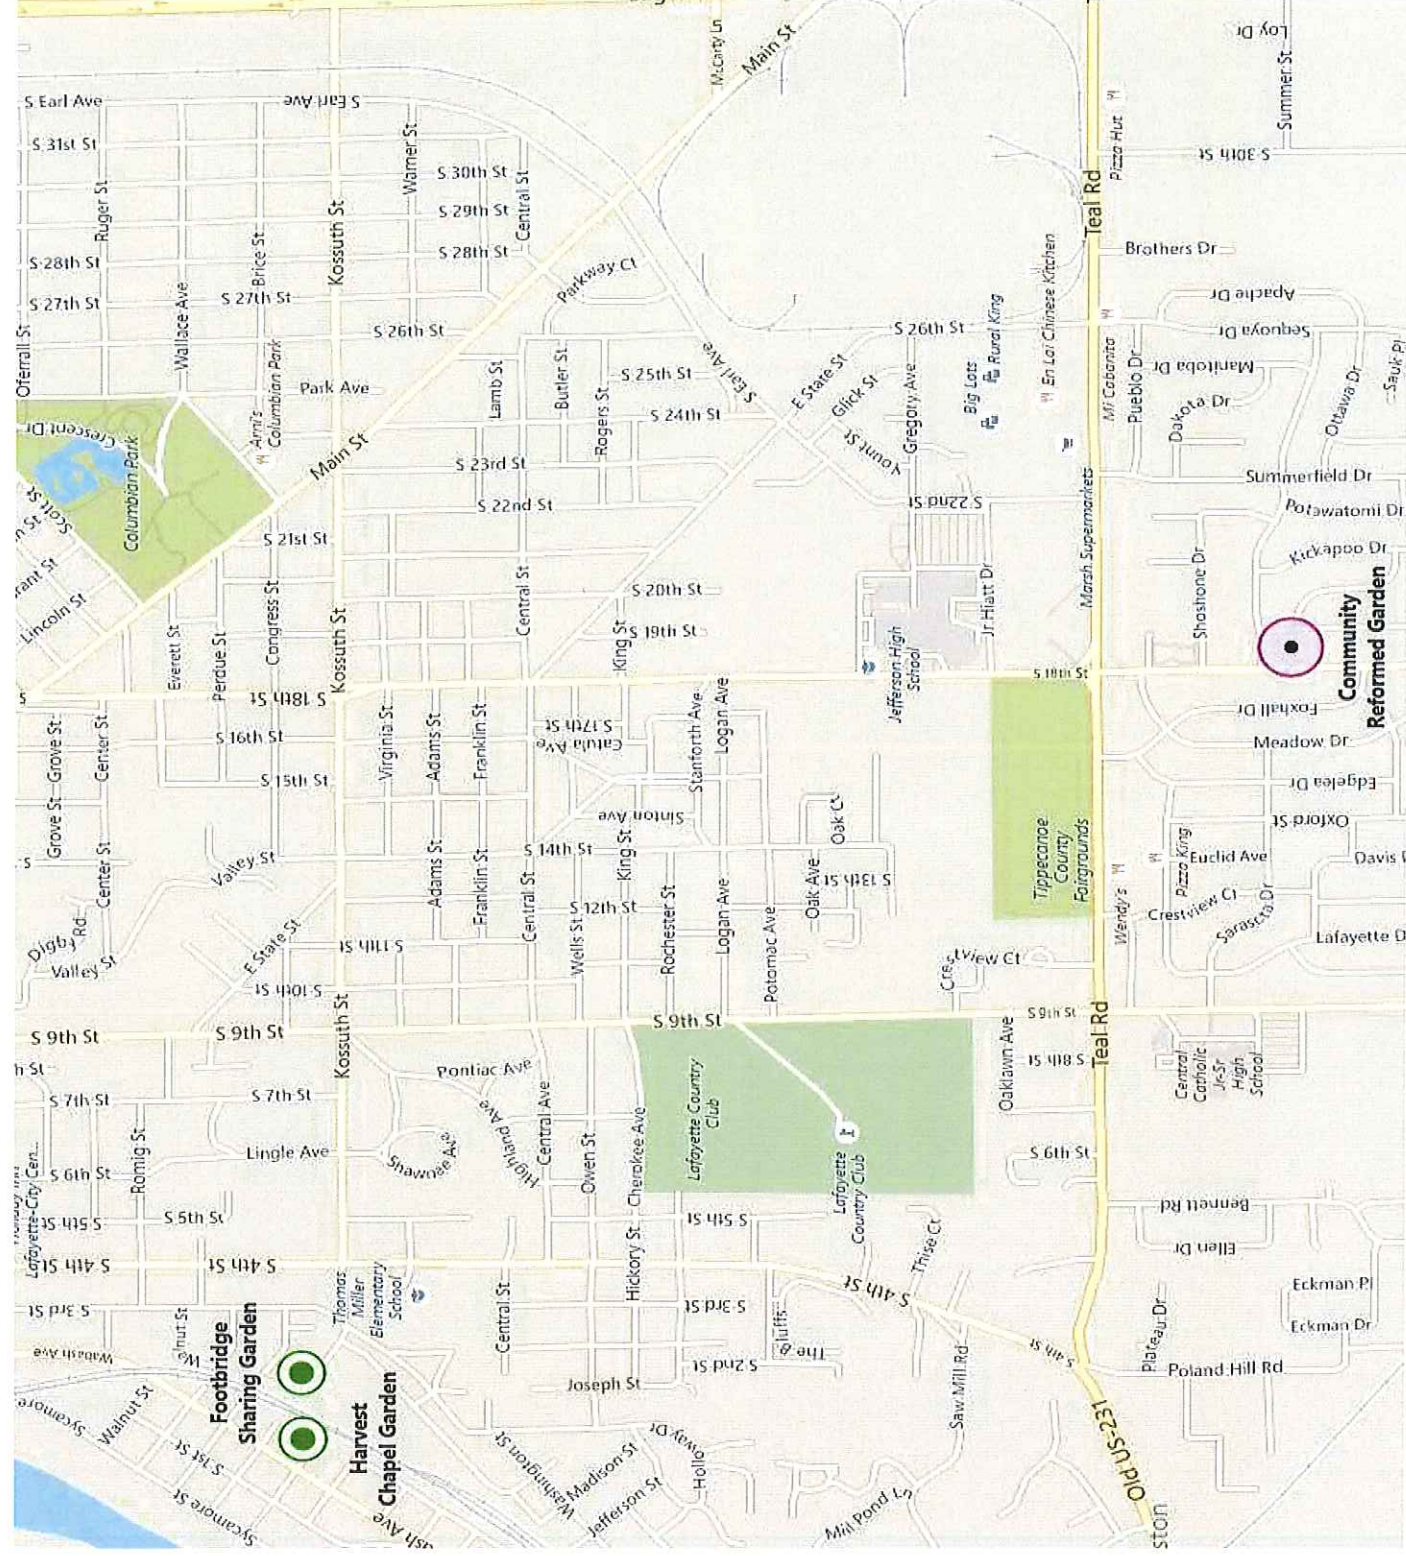 McCarty Ln
Main St
Loy Dr
Summer St
S Earl Ave
S Earl Ave
S 31st St
Ruger St
Warner St
S 30th St
S 29th St
S 28th St
Central St
Pizza Hut
S 30th St
Teal Rd
Kossuth St
Brice St
S 28th St
S 27th St
S 27th St
Wallace Ave
Oferrall St
S 26th St
Parkway Ct
Brothers Dr
Apache Dr
Sequoya Dr
Manitoba Dr
Dakota Dr
Ottawa Dr
Sauk Pl
Pueblo Dr
Mi Cabanita
En Lai Chinese Kitchen
Rural King
Big Lots
S 26th St
E State St
Glick St
Gregory Ave
Yount St
S Earl Ave
S 25th St
S 24th St
Park Ave
Lamb St
Butler St
Rogers St
Arni's
Columbian Park
Crescent Dr
Columbian Park
Scott St
Main St
S 23rd St
S 22nd St
S 22nd St
Summerfield Dr
Potawatomi Dr
Kickapoo Dr
Marsh Supermarkets
Shoshone Dr
Jr Hiatt Dr
S 21st St
Lincoln St
Everett St
Perdue St
Congress St
Kossuth St
Central St
S 20th St
S 19th St
King St
Jefferson High
School
Community
Reformed Garden
S 18th St
S 18th St
Foxhall Dr
Meadow Dr
Edgelea Dr
Oxford St
Euclid Ave
Pizza King
Crestview Ct
Sarasota Dr
Wendy's
Tippecanoe
County
Fairgrounds
S 17th St
Catula Ave
Stanforth Ave
Logan Ave
Virginia St
Adams St
Franklin St
S 16th St
S 15th St
Grove St
Grove St
Center St
Center St
Sinton Ave
S 14th St
King St
Oak Ct
Oak Ave
S 13th St
Valley St
Adams St
Franklin St
Central St
S 12th St
Wells St
Rochester St
Logan Ave
Potomac Ave
Digby Rd
Valley St
E State St
S 11th St
S 10th St
Crestview Ct
S 9th St
S 9th St
S 9th St
S 9th St
Kossuth St
Teal Rd
Oaklawn Ave
S 8th St
Central
Catholic
Jr-Sr
High
School
Pontiac Ave
S 7th St
S 7th St
Highland Ave
Central Ave
Owen St
Cherokee Ave
Lafayette Country
Club
Lafayette
Country Club
Romig St
Lingle Ave
Shawnee Ave
S 6th St
S 6th St
S 5th St
S 5th St
S 5th St
Lafayette-City Cen...
Bennett Rd
Ellen Dr
Eckman Pl
Eckman Dr
Thise Ct
S 4th St
S 4th St
S 4th St
S 4th St
Hickory St
S 3rd St
S 3rd St
Thomas
Miller
Elementary
School
Central St
The Bluffs
S 2nd St
Wabash Ave
Walnut St
Footbridge
Sharing Garden
Harvest
Chapel Garden
Plateau Dr
Poland Hill Rd
Saw Mill Rd
Joseph St
Walnut St
Sycamore
S 1st St
Sycamore St
Washington St
Madison St
Jefferson St
Holloway Dr
Mill Pond Ln
Old US-231